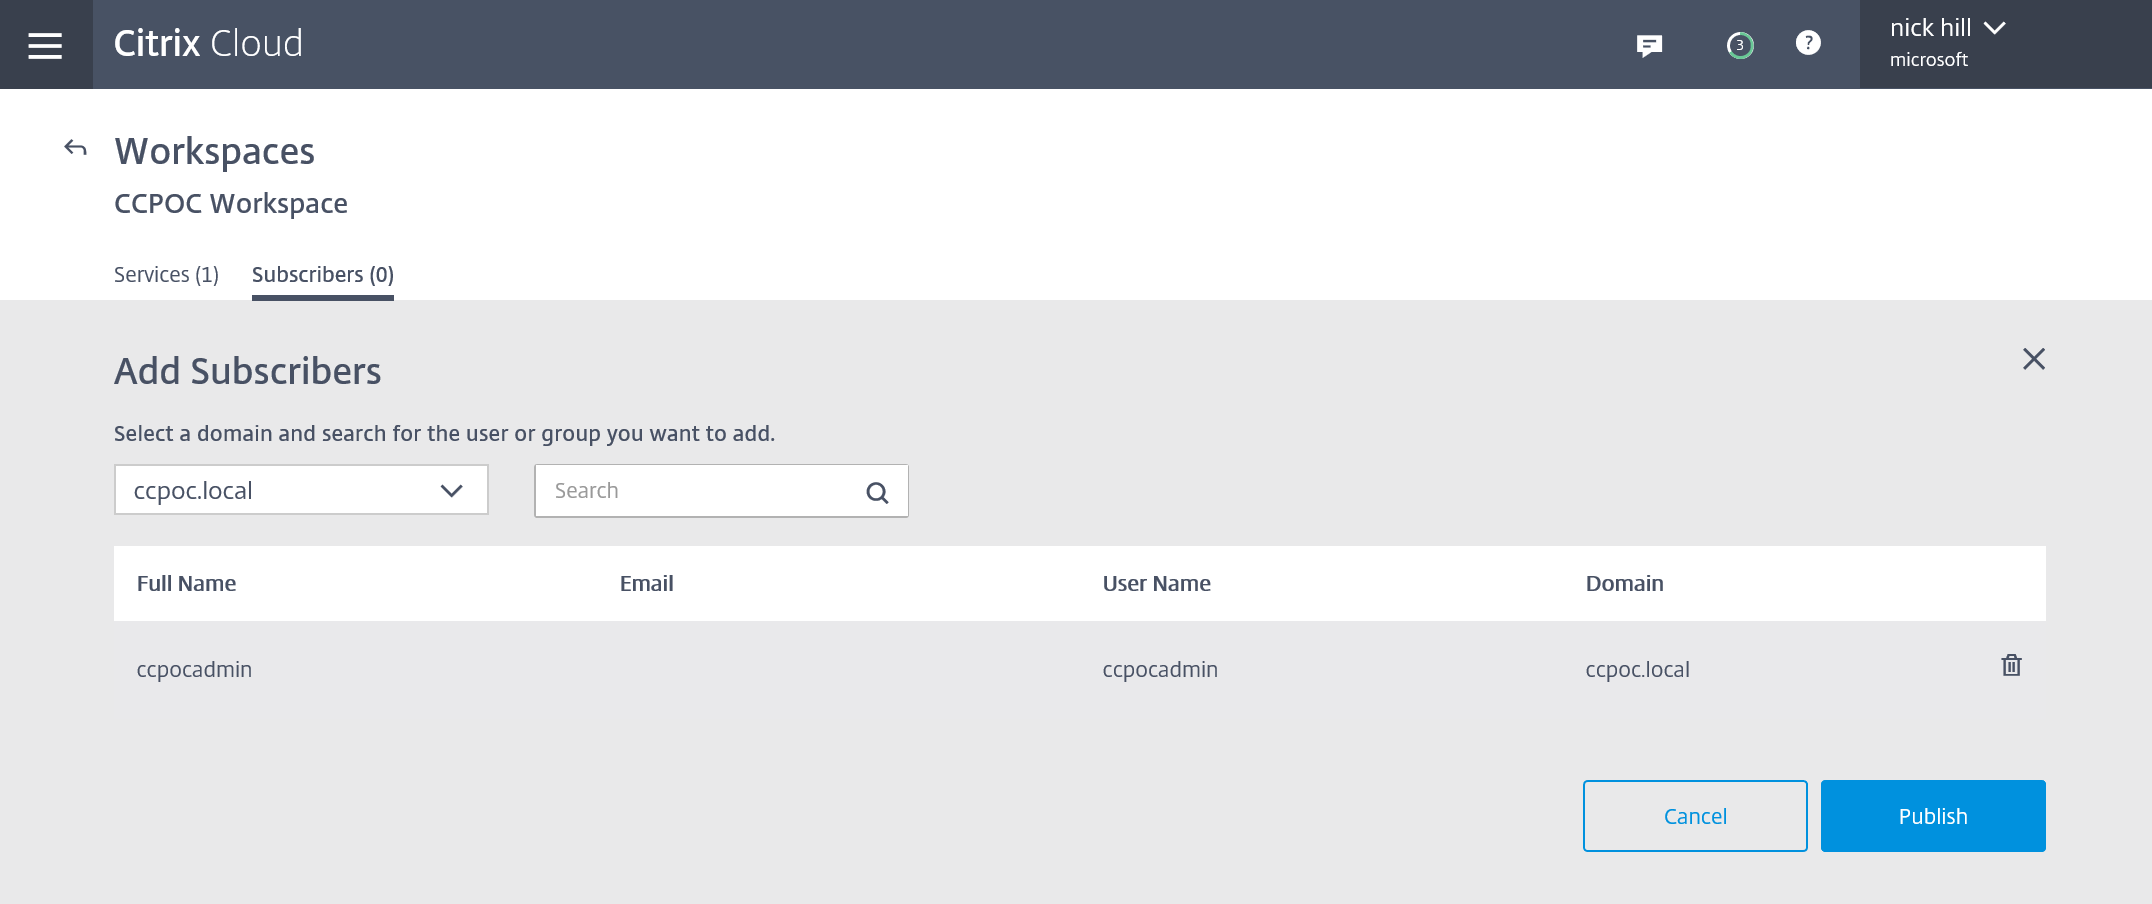 Citrix Cloud
3
?
nick hill
microsoft
Workspaces
CCPOC Workspace
Services (1) Subscribers (0)
Add Subscribers
Select a domain and search for the user or group you want to add.
ccpoc.local Search
Full Name Email User Name Domain
ccpocadmin ccpocadmin ccpoc.local
Cancel Publish